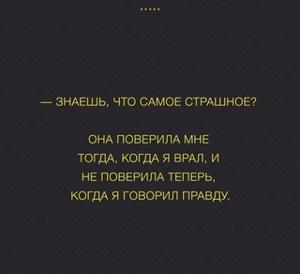 — ЗНАЕШЬ, ЧТО САМОЕ СТРАШНОЕ?
ОНА ПОВЕРИЛА МНЕ
ТОГДА, КОГДА Я ВРАЛ, И
НЕ ПОВЕРИЛА ТЕПЕРЬ,
КОГДА Я ГОВОРИЛ ПРАВДУ.